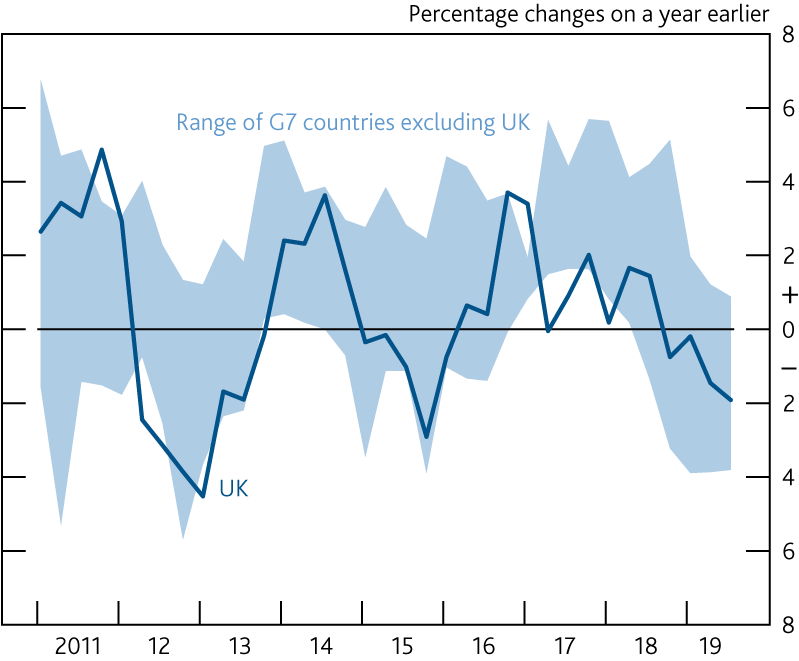 Percentage changes on a year earlier
8
Range of G7 countries excluding UK
6
4
2
+
0
–
2
UK
4
6
8
2011 12 13 14 15 16 17 18 19